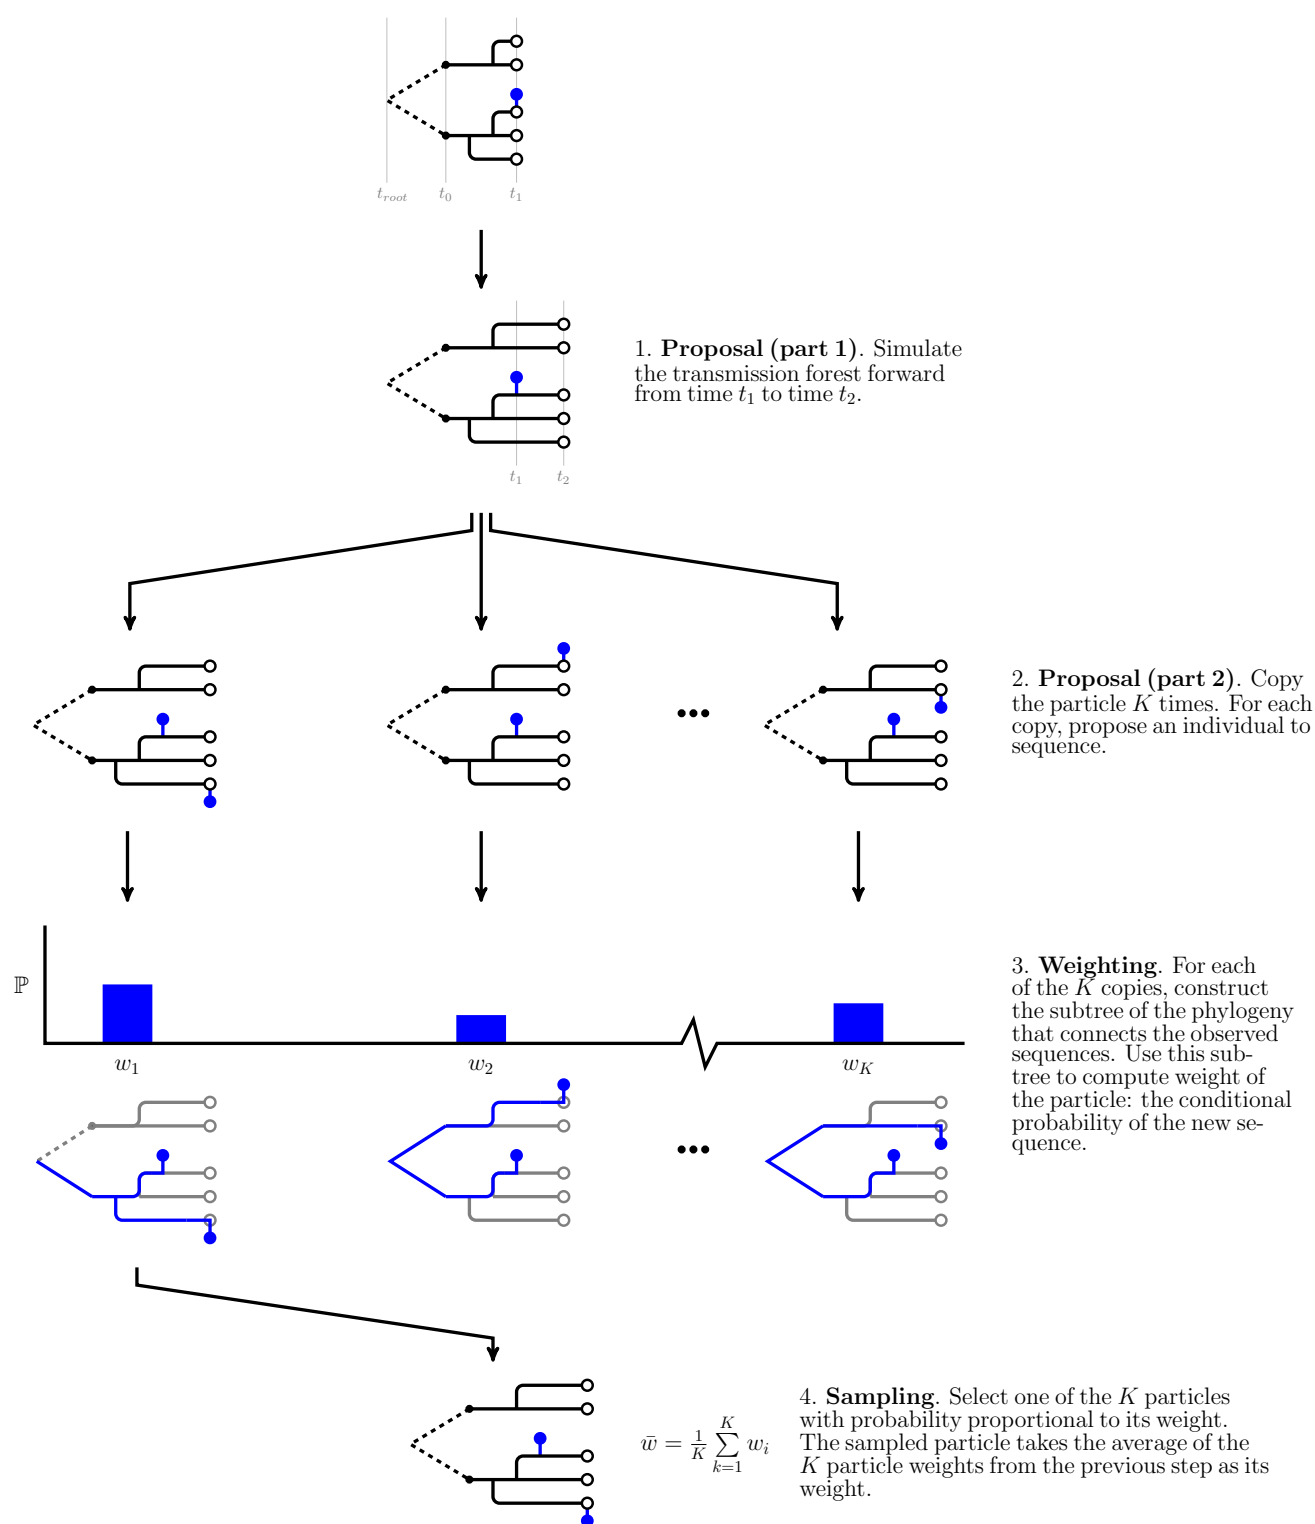 t_root t_0 t_1
1. Proposal (part 1). Simulate
the transmission forest forward
from time t_1 to time t_2.
t_1 t_2
2. Proposal (part 2). Copy
the particle K times. For each
copy, propose an individual to
sequence.
ℙ
w_1 w_2 w_K
3. Weighting. For each
of the K copies, construct
the subtree of the phylogeny
that connects the observed
sequences. Use this sub-
tree to compute weight of
the particle: the conditional
probability of the new se-
quence.
w̄ = \frac{1}{K} \sum_{k=1}^{K} w_i
4. Sampling. Select one of the K particles
with probability proportional to its weight.
The sampled particle takes the average of the
K particle weights from the previous step as its
weight.